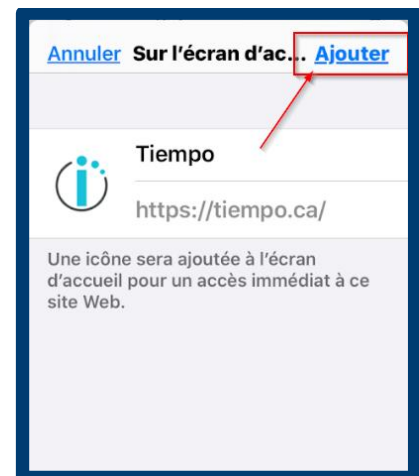 Annuler Sur l'écran d'ac... Ajouter
Tiempo
https://tiempo.ca/
Une icône sera ajoutée à l'écran
d'accueil pour un accès immédiat à ce
site Web.